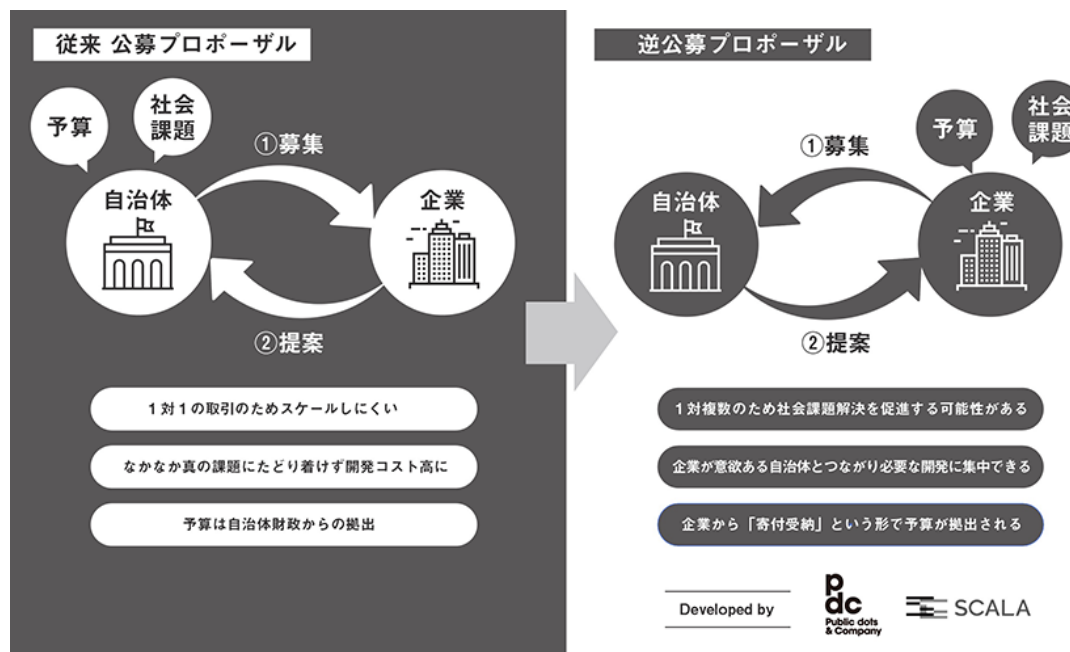 従来 公募プロポーザル
予算
社会
課題
①募集
自治体
企業
②提案
1対1の取引のためスケールしにくい
なかなか真の課題にたどり着けず開発コスト高に
予算は自治体財政からの拠出
逆公募プロポーザル
予算
社会
課題
①募集
自治体
企業
②提案
1対複数のため社会課題解決を促進する可能性がある
企業が意欲ある自治体とつながり必要な開発に集中できる
企業から「寄付受納」という形で予算が拠出される
Developed by
pdc
Public dots
& Company
SCALA